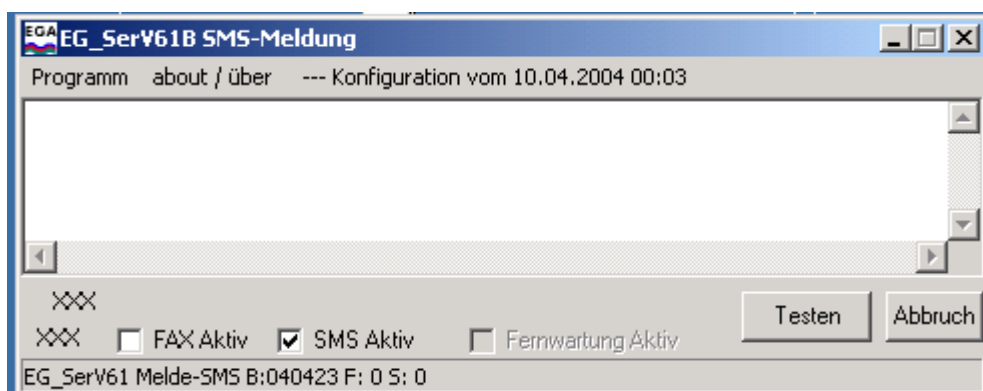 EGA EG_SerV61B SMS-Meldung
Programm about / über --- Konfiguration vom 10.04.2004 00:03
XXX
Testen Abbruch
XXX FAX Aktiv SMS Aktiv Fernwartung Aktiv
EG_SerV61 Melde-SMS B:040423 F: 0 S: 0